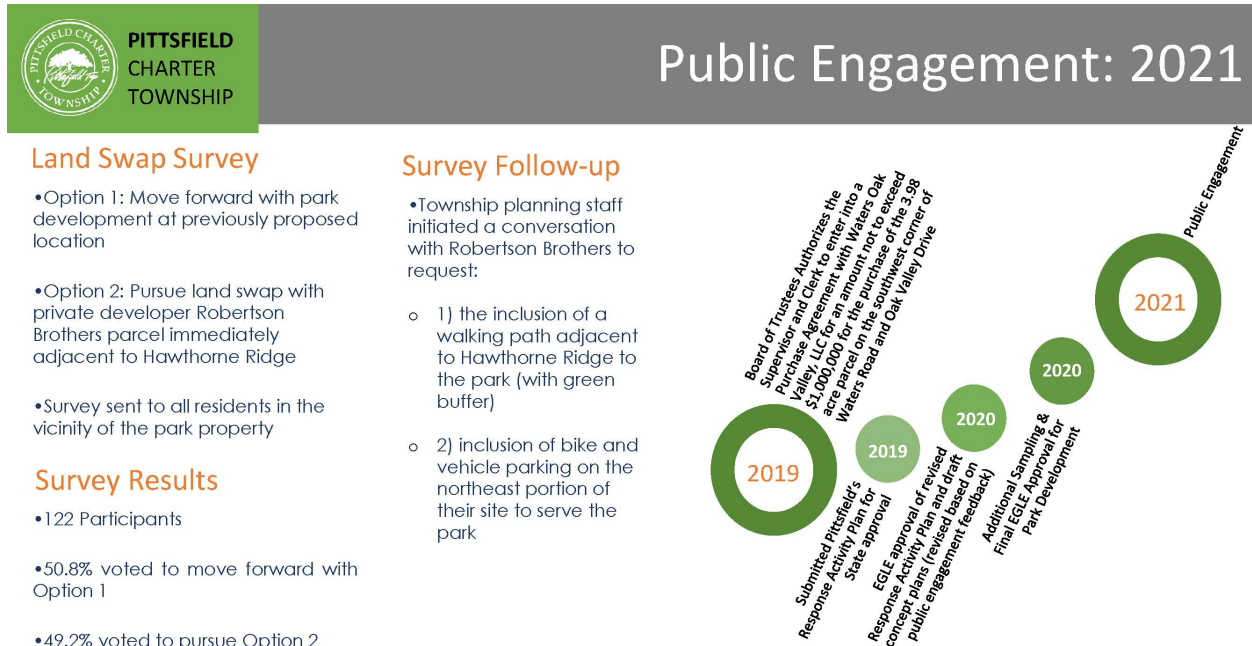 PITTSFIELD CHARTER
TOWNSHIP
PITTSFIELD
CHARTER
TOWNSHIP
Public Engagement: 2021
Land Swap Survey
•Option 1: Move forward with park
development at previously proposed
location
•Option 2: Pursue land swap with
private developer Robertson
Brothers parcel immediately
adjacent to Hawthorne Ridge
•Survey sent to all residents in the
vicinity of the park property
Survey Results
•122 Participants
•50.8% voted to move forward with
Option 1
•49.2% voted to pursue Option 2
Survey Follow-up
•Township planning staff
initiated a conversation
with Robertson Brothers to
request:
o 1) the inclusion of a
walking path adjacent
to Hawthorne Ridge to
the park (with green
buffer)
o 2) inclusion of bike and
vehicle parking on the
northeast portion of
their site to serve the
park
Board of Trustees Authorizes the
Supervisor and Clerk to enter into a
Purchase Agreement with Waters Oak
Valley, LLC for an amount not to exceed
$1,000,000 for the purchase of the 3.98
acre parcel on the southwest corner of
Waters Road and Oak Valley Drive
2019
2019
Submitted Pittsfield's
Response Activity Plan for
State approval
2020
EGLE approval of revised
Response Activity Plan and draft
concept plans (revised based on
public engagement feedback)
2020
Additional Sampling &
Final EGLE Approval for
Park Development
2021
Public Engagement